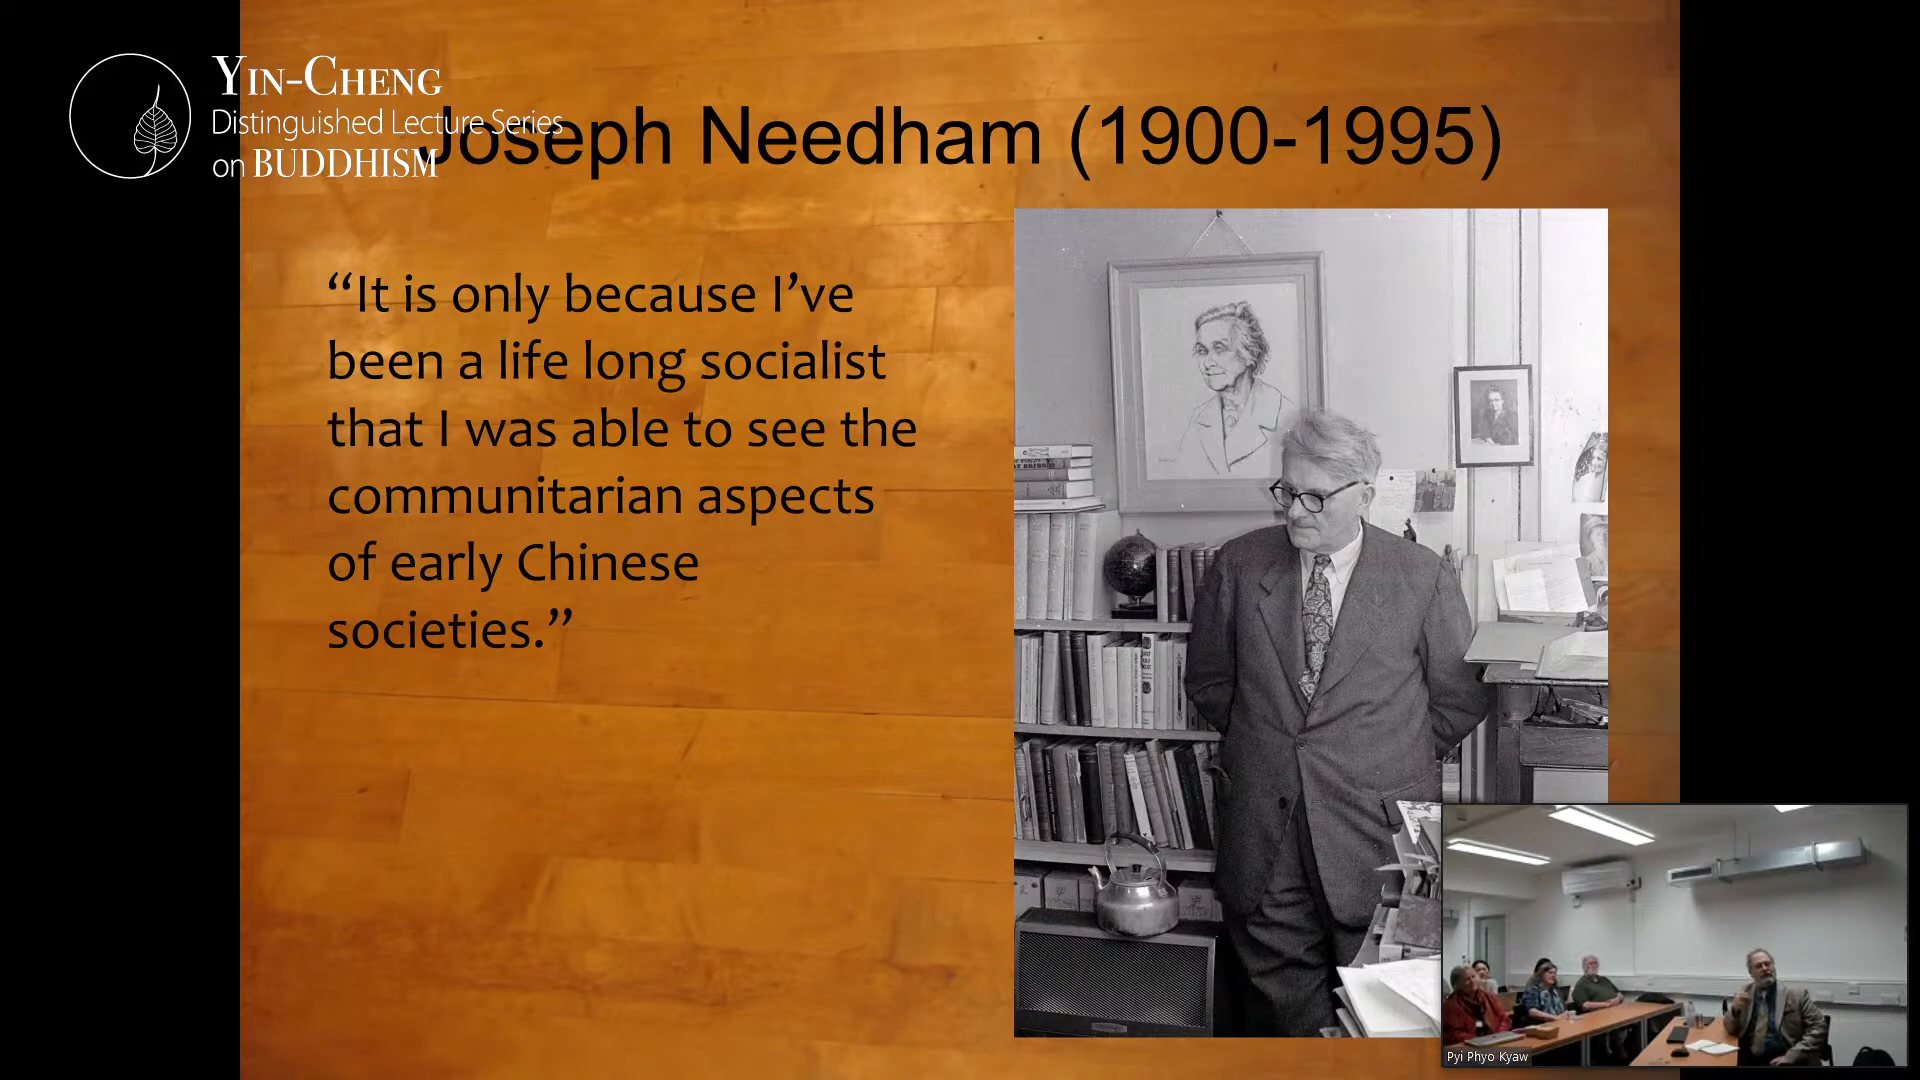 YIN-CHENG
Distinguished Lecture Series
on BUDDHISM
Joseph Needham (1900-1995)
“It is only because I’ve
been a life long socialist
that I was able to see the
communitarian aspects
of early Chinese
societies.”
Pyi Phyo Kyaw